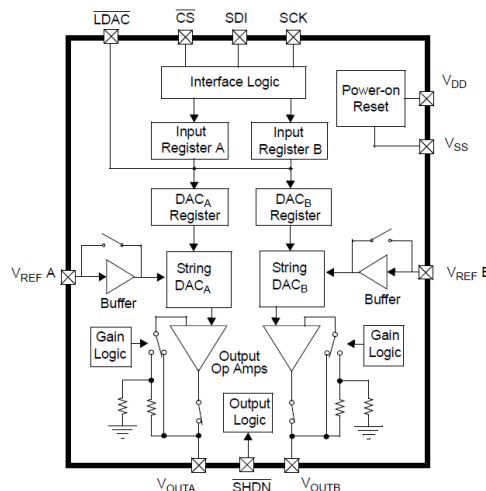 LDAC CS SDI SCK
Interface Logic
Power-on
Reset
VDD
VSS
Input
Register A
Input
Register B
DACA
Register
DACB
Register
VREF A
Buffer
String
DACA
String
DACB
Buffer
VREF B
Gain
Logic
Output
Op Amps
Gain
Logic
Output
Logic
VOUTA SHDN VOUTB